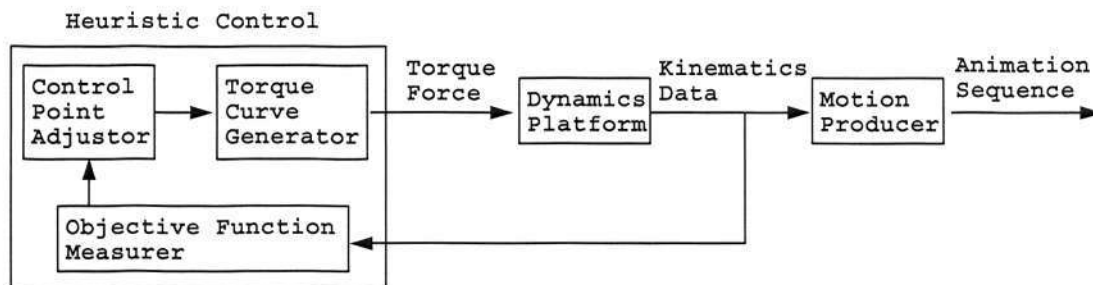 Heuristic Control
Control
Point
Adjustor
Torque
Curve
Generator
Torque
Force
Dynamics
Platform
Kinematics
Data
Motion
Producer
Animation
Sequence
Objective Function
Measurer